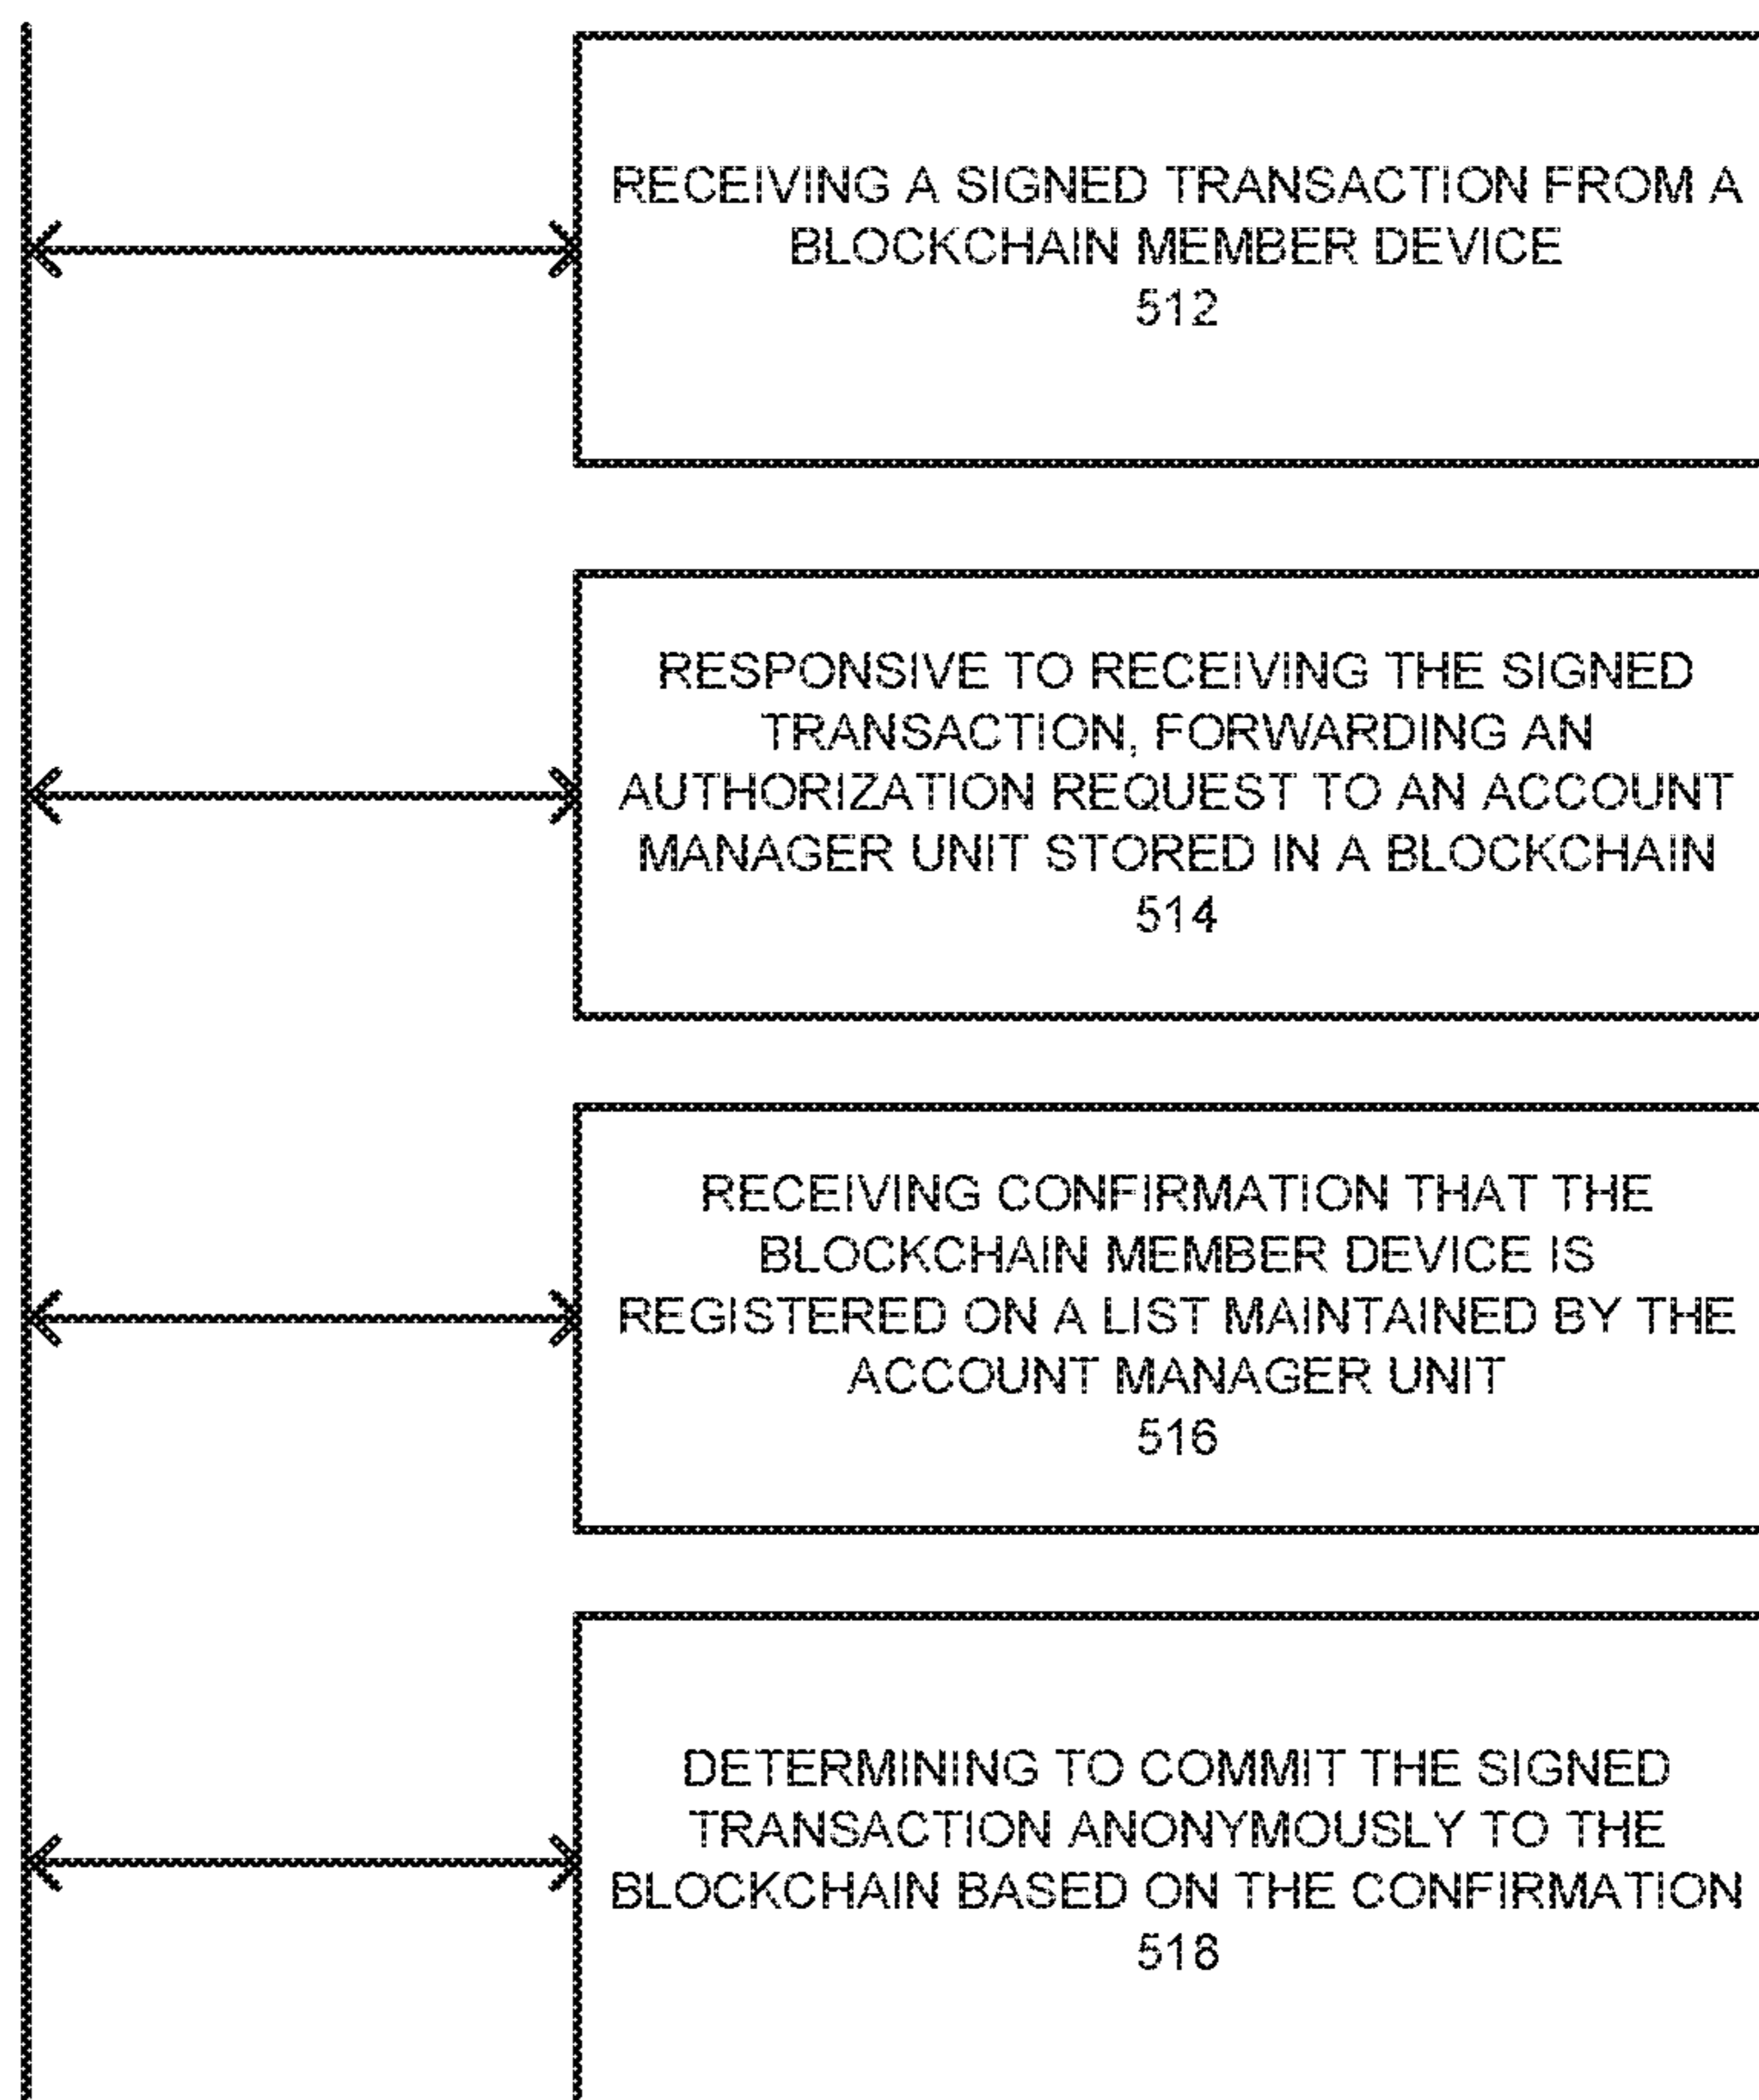 RECEIVING A SIGNED TRANSACTION FROM A
BLOCKCHAIN MEMBER DEVICE
512
RESPONSIVE TO RECEIVING THE SIGNED
TRANSACTION, FORWARDING AN
AUTHORIZATION REQUEST TO AN ACCOUNT
MANAGER UNIT STORED IN A BLOCKCHAIN
514
RECEIVING CONFIRMATION THAT THE
BLOCKCHAIN MEMBER DEVICE IS
REGISTERED ON A LIST MAINTAINED BY THE
ACCOUNT MANAGER UNIT
516
DETERMINING TO COMMIT THE SIGNED
TRANSACTION ANONYMOUSLY TO THE
BLOCKCHAIN BASED ON THE CONFIRMATION
518